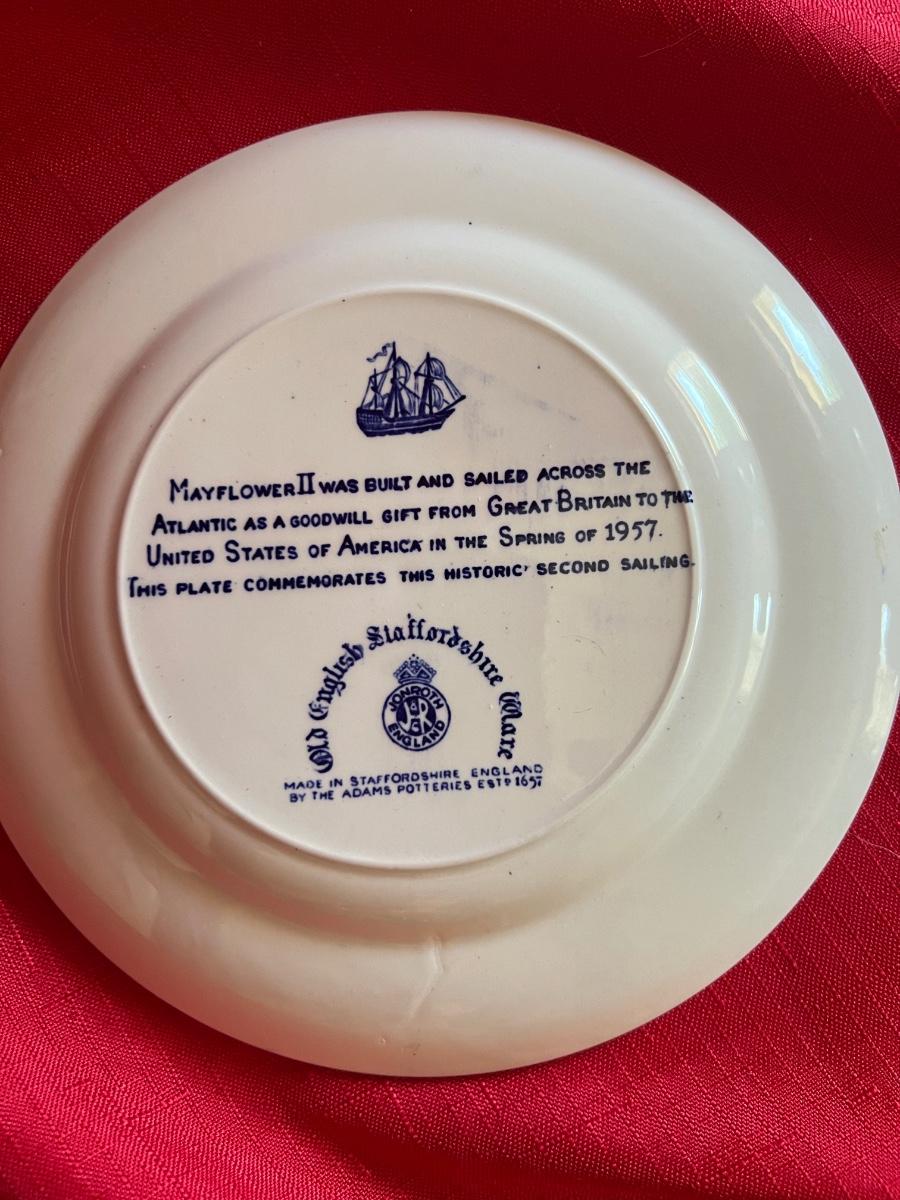 MAYFLOWER II WAS BUILT AND SAILED ACROSS THE
ATLANTIC AS A GOODWILL GIFT FROM GREAT BRITAIN TO THE
UNITED STATES OF AMERICA IN THE SPRING OF 1957.
THIS PLATE COMMEMORATES THIS HISTORIC SECOND SAILING.
Old English Staffordshire Ware
JONROTH
ENGLAND
MADE IN STAFFORDSHIRE ENGLAND
BY THE ADAMS POTTERIES ESTD 1657